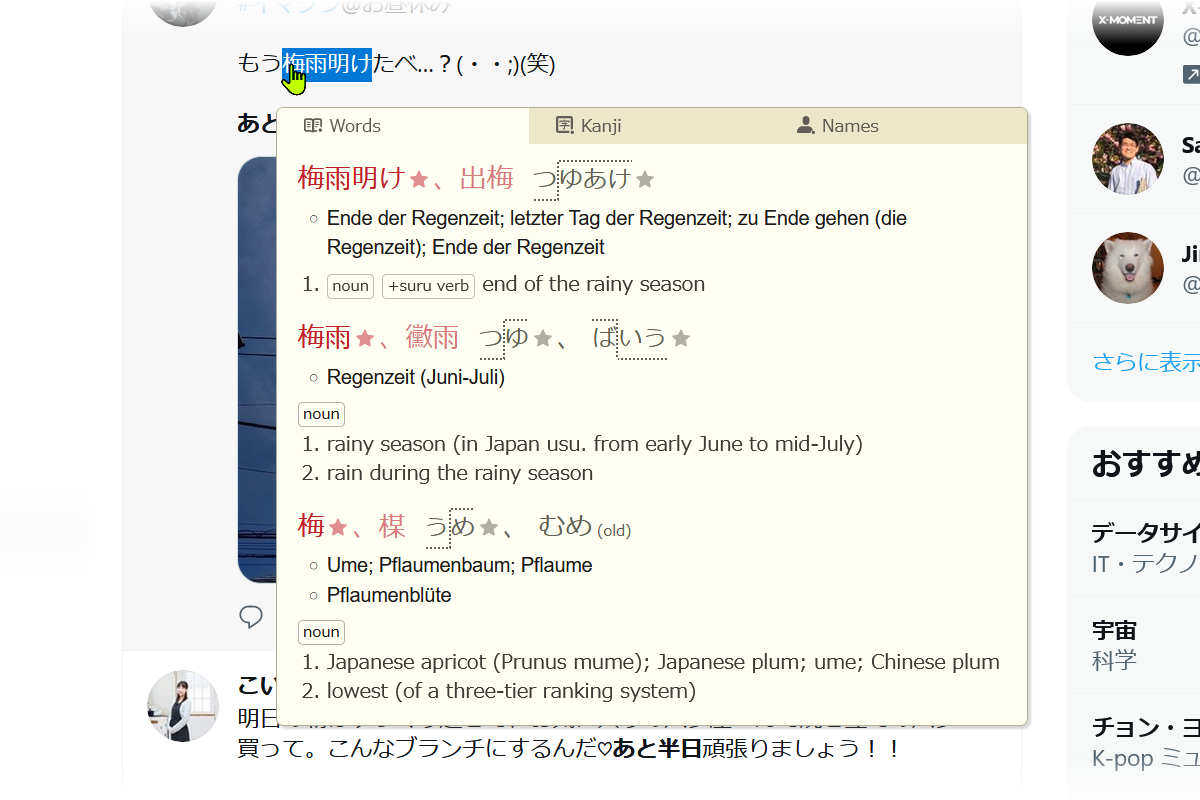 #イマソラ@お昼休み
もう梅雨明けたべ...？(・・;)(笑)
あと
Words
Kanji
Names
梅雨明け★、出梅 つゆあけ★
◦ Ende der Regenzeit; letzter Tag der Regenzeit; zu Ende gehen (die
Regenzeit); Ende der Regenzeit
1. noun +suru verb end of the rainy season
梅雨★、黴雨 つゆ★、ばいう★
◦ Regenzeit (Juni-Juli)
noun
1. rainy season (in Japan usu. from early June to mid-July)
2. rain during the rainy season
梅★、楳 うめ★、むめ (old)
◦ Ume; Pflaumenbaum; Pflaume
◦ Pflaumenblüte
noun
1. Japanese apricot (Prunus mume); Japanese plum; ume; Chinese plum
2. lowest (of a three-tier ranking system)
こい
明日
買って。こんなブランチにするんだ♡あと半日頑張りましょう！！
X-MOMENT
X-
@
Sa
@
Ji
@
さらに表示
おすすめ
データサイ
IT・テクノ
宇宙
科学
チョン・ヨ
K-pop ミュ